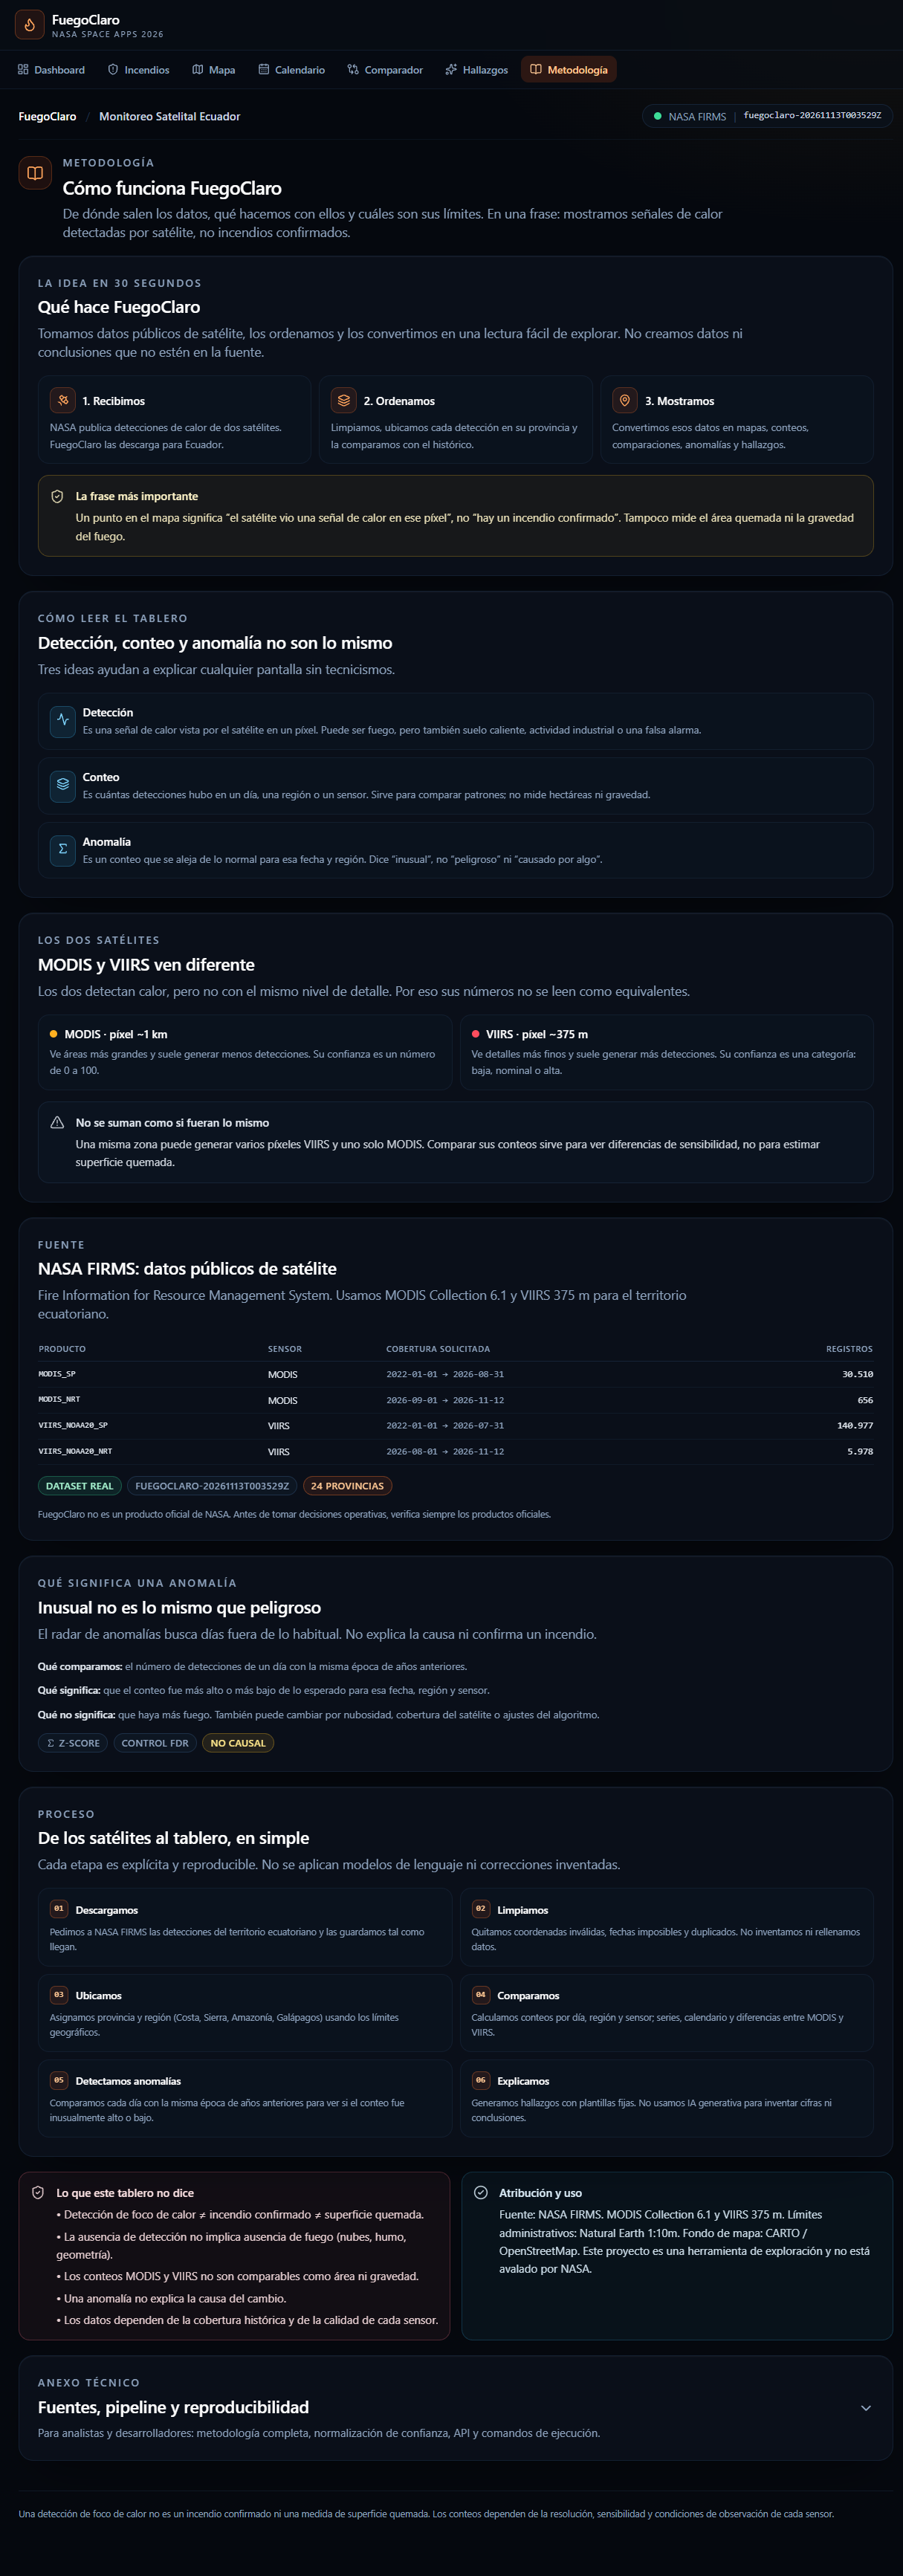 FuegoClaro
NASA SPACE APPS 2026
Dashboard
Incendios
Mapa
Calendario
Comparador
Hallazgos
Metodología
FuegoClaro / Monitoreo Satelital Ecuador
NASA FIRMS | fuegoclaro-20261113T003529Z
METODOLOGÍA
Cómo funciona FuegoClaro
De dónde salen los datos, qué hacemos con ellos y cuáles son sus límites. En una frase: mostramos señales de calor
detectadas por satélite, no incendios confirmados.
LA IDEA EN 30 SEGUNDOS
Qué hace FuegoClaro
Tomamos datos públicos de satélite, los ordenamos y los convertimos en una lectura fácil de explorar. No creamos datos ni
conclusiones que no estén en la fuente.
1. Recibimos
NASA publica detecciones de calor de dos satélites.
FuegoClaro las descarga para Ecuador.
2. Ordenamos
Limpiamos, ubicamos cada detección en su provincia y
la comparamos con el histórico.
3. Mostramos
Convertimos esos datos en mapas, conteos,
comparaciones, anomalías y hallazgos.
La frase más importante
Un punto en el mapa significa “el satélite vio una señal de calor en ese píxel”, no “hay un incendio confirmado”. Tampoco mide el área quemada ni la gravedad
del fuego.
CÓMO LEER EL TABLERO
Detección, conteo y anomalía no son lo mismo
Tres ideas ayudan a explicar cualquier pantalla sin tecnicismos.
Detección
Es una señal de calor vista por el satélite en un píxel. Puede ser fuego, pero también suelo caliente, actividad industrial o una falsa alarma.
Conteo
Es cuántas detecciones hubo en un día, una región o un sensor. Sirve para comparar patrones; no mide hectáreas ni gravedad.
Σ
Anomalía
Es un conteo que se aleja de lo normal para esa fecha y región. Dice “inusual”, no “peligroso” ni “causado por algo”.
LOS DOS SATÉLITES
MODIS y VIIRS ven diferente
Los dos detectan calor, pero no con el mismo nivel de detalle. Por eso sus números no se leen como equivalentes.
MODIS · píxel ~1 km
Ve áreas más grandes y suele generar menos detecciones. Su confianza es un número
de 0 a 100.
VIIRS · píxel ~375 m
Ve detalles más finos y suele generar más detecciones. Su confianza es una categoría:
baja, nominal o alta.
No se suman como si fueran lo mismo
Una misma zona puede generar varios píxeles VIIRS y uno solo MODIS. Comparar sus conteos sirve para ver diferencias de sensibilidad, no para estimar
superficie quemada.
FUENTE
NASA FIRMS: datos públicos de satélite
Fire Information for Resource Management System. Usamos MODIS Collection 6.1 y VIIRS 375 m para el territorio
ecuatoriano.
PRODUCTO SENSOR COBERTURA SOLICITADA REGISTROS
MODIS_SP MODIS 2022-01-01 → 2026-08-31 30.510
MODIS_NRT MODIS 2026-09-01 → 2026-11-12 656
VIIRS_NOAA20_SP VIIRS 2022-01-01 → 2026-07-31 140.977
VIIRS_NOAA20_NRT VIIRS 2026-08-01 → 2026-11-12 5.978
DATASET REAL
FUEGOCLARO-20261113T003529Z
24 PROVINCIAS
FuegoClaro no es un producto oficial de NASA. Antes de tomar decisiones operativas, verifica siempre los productos oficiales.
QUÉ SIGNIFICA UNA ANOMALÍA
Inusual no es lo mismo que peligroso
El radar de anomalías busca días fuera de lo habitual. No explica la causa ni confirma un incendio.
Qué comparamos: el número de detecciones de un día con la misma época de años anteriores.
Qué significa: que el conteo fue más alto o más bajo de lo esperado para esa fecha, región y sensor.
Qué no significa: que haya más fuego. También puede cambiar por nubosidad, cobertura del satélite o ajustes del algoritmo.
Σ Z-SCORE
CONTROL FDR
NO CAUSAL
PROCESO
De los satélites al tablero, en simple
Cada etapa es explícita y reproducible. No se aplican modelos de lenguaje ni correcciones inventadas.
01 Descargamos
Pedimos a NASA FIRMS las detecciones del territorio ecuatoriano y las guardamos tal como
llegan.
02 Limpiamos
Quitamos coordenadas inválidas, fechas imposibles y duplicados. No inventamos ni rellenamos
datos.
03 Ubicamos
Asignamos provincia y región (Costa, Sierra, Amazonía, Galápagos) usando los límites
geográficos.
04 Comparamos
Calculamos conteos por día, región y sensor; series, calendario y diferencias entre MODIS y
VIIRS.
05 Detectamos anomalías
Comparamos cada día con la misma época de años anteriores para ver si el conteo fue
inusualmente alto o bajo.
06 Explicamos
Generamos hallazgos con plantillas fijas. No usamos IA generativa para inventar cifras ni
conclusiones.
Lo que este tablero no dice
• Detección de foco de calor ≠ incendio confirmado ≠ superficie quemada.
• La ausencia de detección no implica ausencia de fuego (nubes, humo,
geometría).
• Los conteos MODIS y VIIRS no son comparables como área ni gravedad.
• Una anomalía no explica la causa del cambio.
• Los datos dependen de la cobertura histórica y de la calidad de cada sensor.
Atribución y uso
Fuente: NASA FIRMS. MODIS Collection 6.1 y VIIRS 375 m. Límites
administrativos: Natural Earth 1:10m. Fondo de mapa: CARTO /
OpenStreetMap. Este proyecto es una herramienta de exploración y no está
avalado por NASA.
ANEXO TÉCNICO
Fuentes, pipeline y reproducibilidad
Para analistas y desarrolladores: metodología completa, normalización de confianza, API y comandos de ejecución.
Una detección de foco de calor no es un incendio confirmado ni una medida de superficie quemada. Los conteos dependen de la resolución, sensibilidad y condiciones de observación de cada sensor.